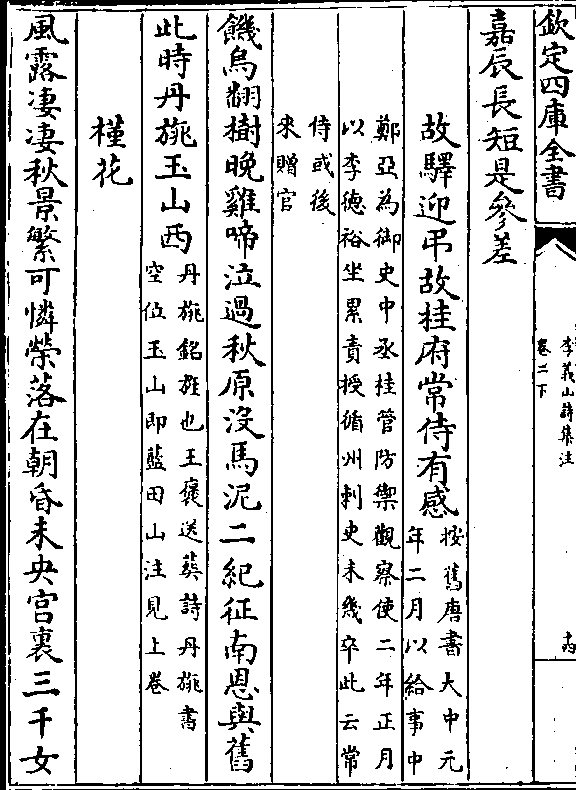 欽定四庫全書
李義山詩集注
卷二下
嘉辰長短是參差
故驛迎弔故桂府常侍有感
按舊唐書大中元
年二月以給事中
鄭亞為御史中丞桂管防禦觀察使二年正月
以李德裕坐累責授循州刺史未幾卒此云常
侍或後
來贈官
饑烏翻樹晚雞啼泣過秋原沒馬泥二紀征南恩與舊
此時丹旐玉山西
丹旐銘旌也王褒送葬詩丹旐書
空位玉山即藍田山注見上卷
槿花
風露凄凄秋景繁可憐榮落在朝昏未央宮裏三千女